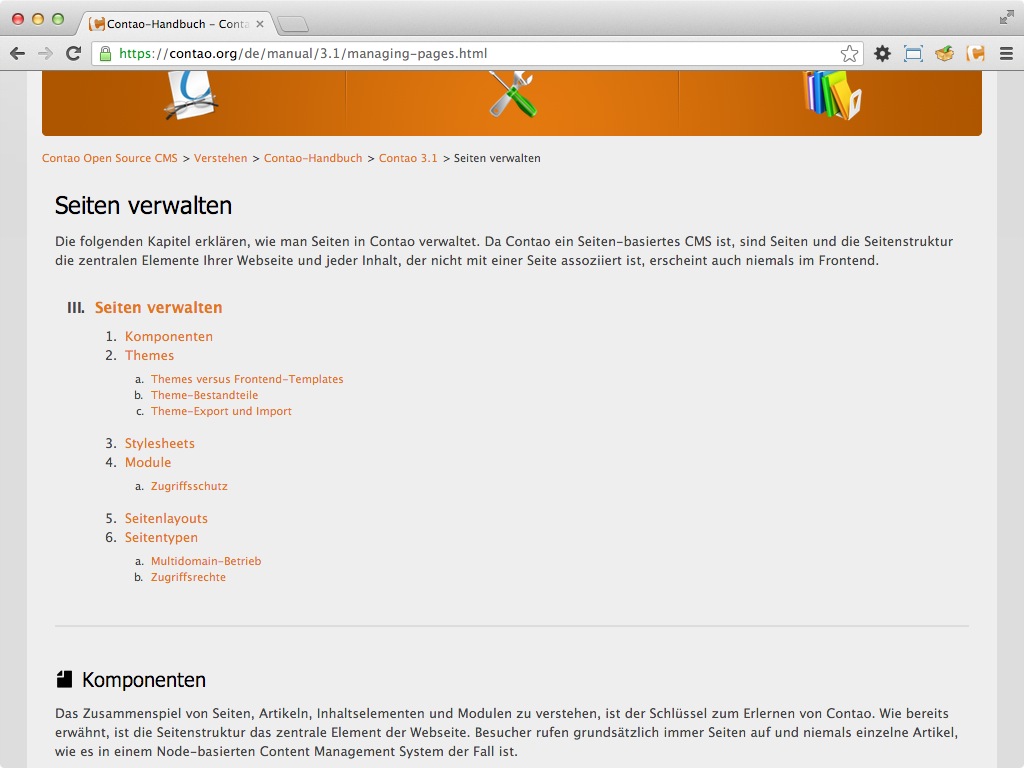 Contao-Handbuch – Conta
https://contao.org/de/manual/3.1/managing-pages.html
Contao Open Source CMS > Verstehen > Contao-Handbuch > Contao 3.1 > Seiten verwalten
Seiten verwalten
Die folgenden Kapitel erklären, wie man Seiten in Contao verwaltet. Da Contao ein Seiten-basiertes CMS ist, sind Seiten und die Seitenstruktur
die zentralen Elemente Ihrer Webseite und jeder Inhalt, der nicht mit einer Seite assoziiert ist, erscheint auch niemals im Frontend.
III. Seiten verwalten
1. Komponenten
2. Themes
a. Themes versus Frontend-Templates
b. Theme-Bestandteile
c. Theme-Export und Import
3. Stylesheets
4. Module
a. Zugriffsschutz
5. Seitenlayouts
6. Seitentypen
a. Multidomain-Betrieb
b. Zugriffsrechte
Komponenten
Das Zusammenspiel von Seiten, Artikeln, Inhaltselementen und Modulen zu verstehen, ist der Schlüssel zum Erlernen von Contao. Wie bereits
erwähnt, ist die Seitenstruktur das zentrale Element der Webseite. Besucher rufen grundsätzlich immer Seiten auf und niemals einzelne Artikel,
wie es in einem Node-basierten Content Management System der Fall ist.